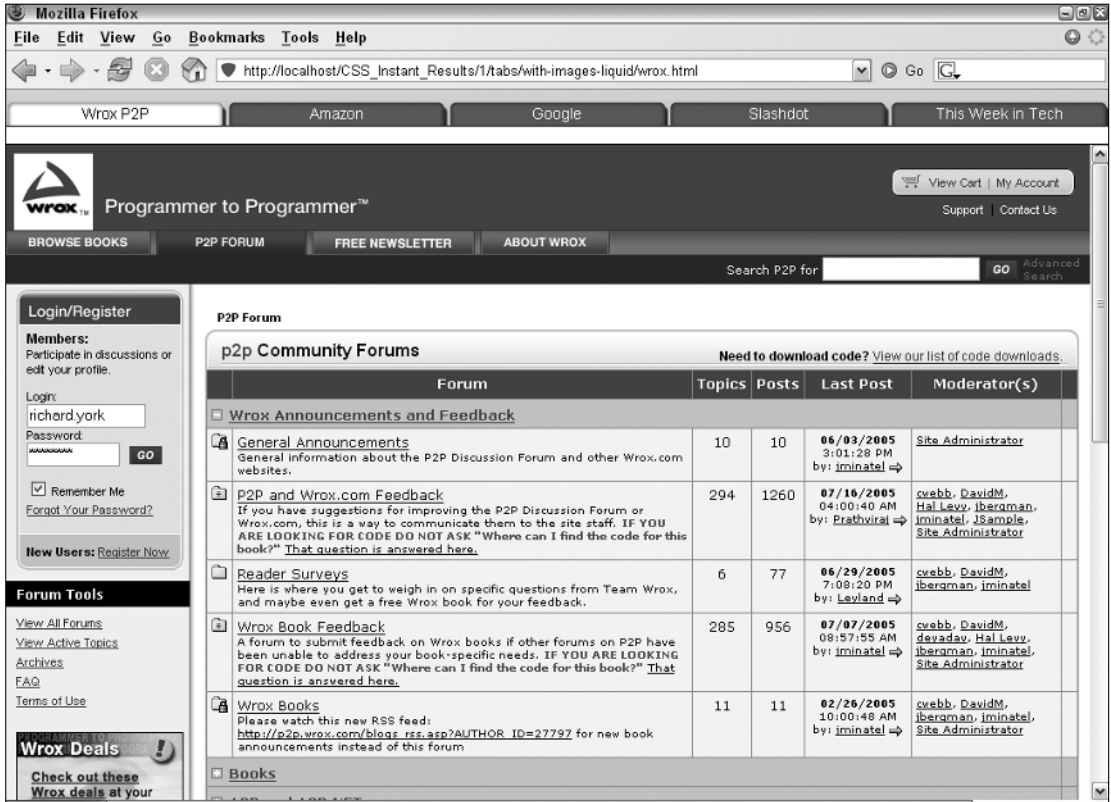 Mozilla Firefox
File Edit View Go Bookmarks Tools Help
http://localhost/CSS_Instant_Results/1/tabs/with-images-liquid/wrox.html Go G
Wrox P2P Amazon Google Slashdot This Week in Tech
wrox TM Programmer to Programmer™
View Cart | My Account
Support | Contact Us
BROWSE BOOKS P2P FORUM FREE NEWSLETTER ABOUT WROX
Search P2P for GO Advanced
Search
Login/Register
Members:
Participate in discussions or
edit your profile.
Login:
richard.york
Password:
******** GO
Remember Me
Forgot Your Password?
New Users: Register Now
Forum Tools
View All Forums
View Active Topics
Archives
FAQ
Terms of Use
Wrox Deals
Check out these
Wrox deals at your
P2P Forum
p2p Community Forums Need to download code? View our list of code downloads.
Forum Topics Posts Last Post Moderator(s)
Wrox Announcements and Feedback
General Announcements 10 10 06/03/2005 Site Administrator
General information about the P2P Discussion Forum and other Wrox.com 3:01:28 PM
websites. by: jminatel
P2P and Wrox.com Feedback 294 1260 07/16/2005 cwebb, DavidM,
If you have suggestions for improving the P2P Discussion Forum or 04:00:40 AM Hal Levy, jbergman,
Wrox.com, this is a way to communicate them to the site staff. IF YOU by: Prathviraj jminatel, JSample,
ARE LOOKING FOR CODE DO NOT ASK "Where can I find the code for this Site Administrator
book?" That question is answered here.
Reader Surveys 6 77 06/29/2005 cwebb, DavidM,
Here is where you get to weigh in on specific questions from Team Wrox, 7:08:20 PM jbergman, jminatel
and maybe even get a free Wrox book for your feedback. by: Leyland
Wrox Book Feedback 285 956 07/07/2005 cwebb, DavidM,
A forum to submit feedback on Wrox books if other forums on P2P have 08:57:55 AM devadav, Hal Levy,
been unable to address your book-specific needs. IF YOU ARE LOOKING by: jminatel jbergman, jminatel,
FOR CODE DO NOT ASK "Where can I find the code for this book?" That Site Administrator
question is answered here.
Wrox Books 11 11 02/26/2005 cwebb, DavidM,
Please watch this new RSS feed: 10:00:48 AM jbergman, jminatel,
http://p2p.wrox.com/blogs_rss.asp?AUTHOR_ID=27797 for new book by: jminatel Site Administrator
announcements instead of this forum
Books